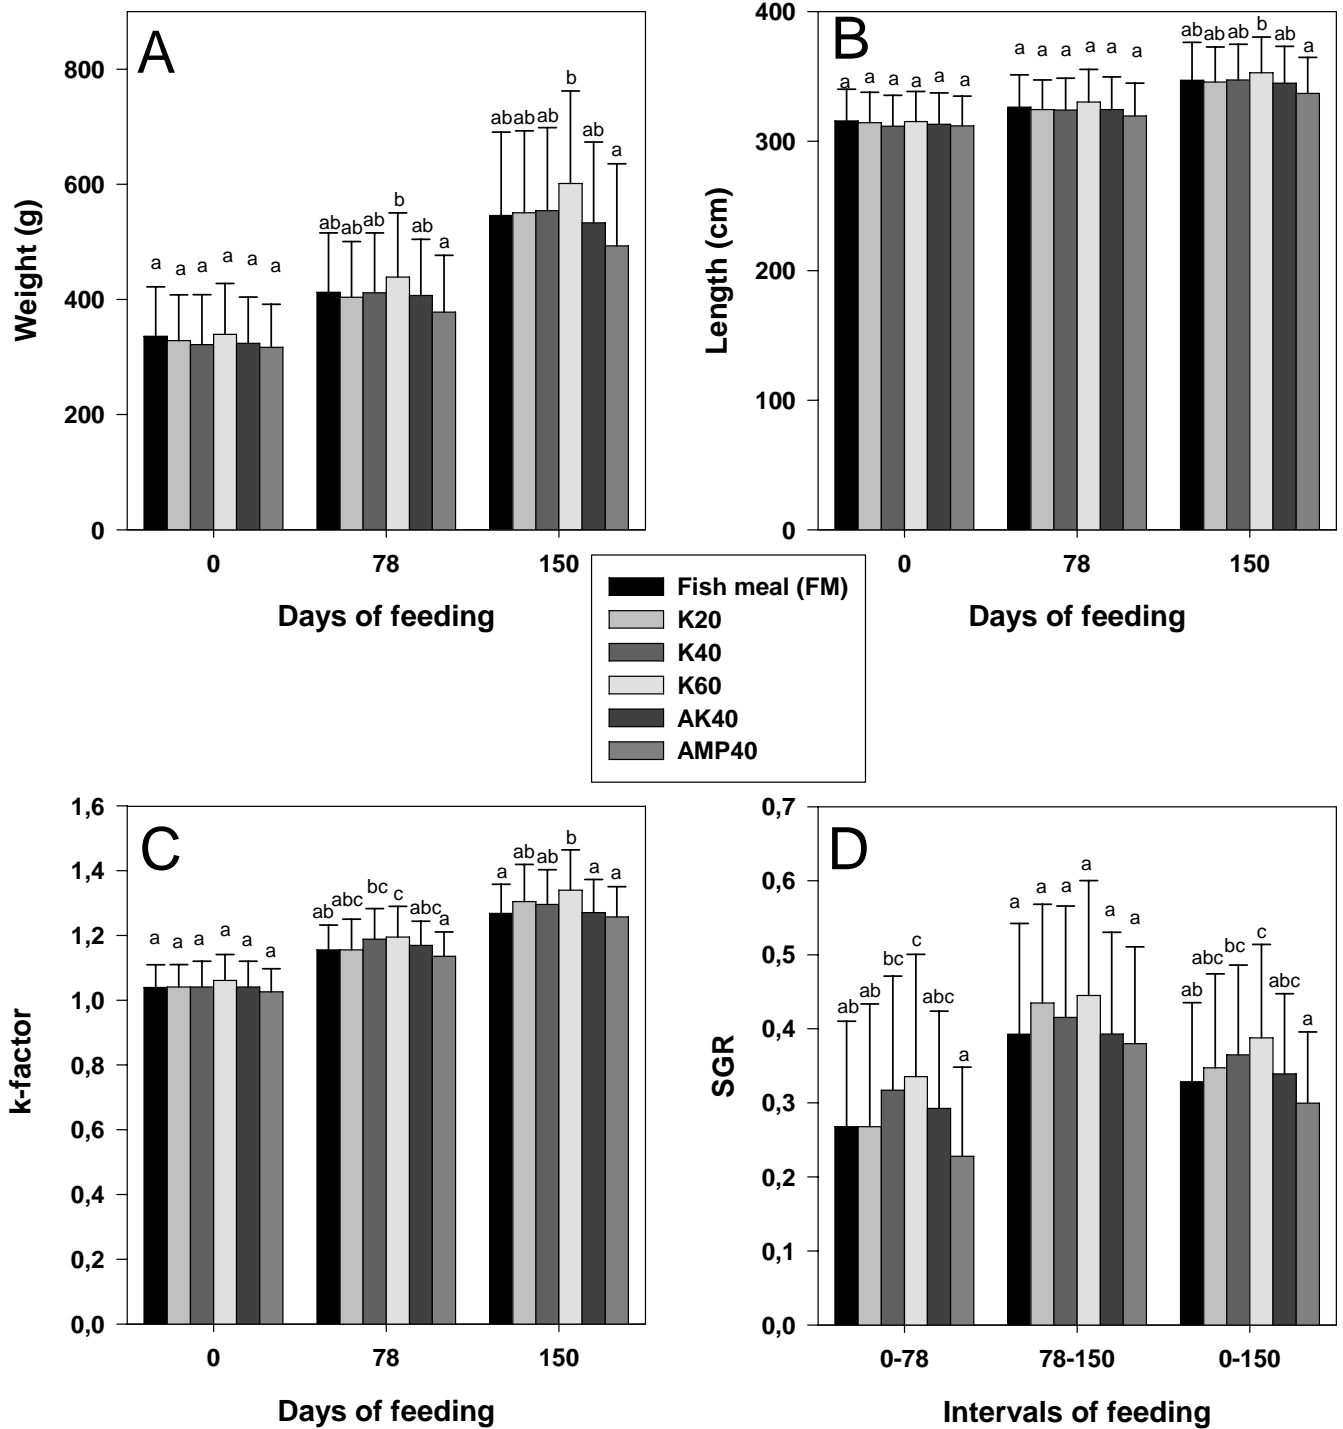 A
800
600
400
200
0
Weight (g)
a a a a a a
ab ab ab b ab a
ab ab ab b ab a
0 78 150
Days of feeding
B
400
300
200
100
0
Length (cm)
a a a a a a
a a a a a a
ab ab ab b ab a
0 78 150
Days of feeding
Fish meal (FM)
K20
K40
K60
AK40
AMP40
C
1,6
1,4
1,2
1,0
0,8
0,6
0,4
0,2
0,0
k-factor
a a a a a a
ab abc bc c abc a
a ab ab b a a
0 78 150
Days of feeding
D
0,7
0,6
0,5
0,4
0,3
0,2
0,1
0,0
SGR
ab ab bc c abc a
a a a a a a
ab abc bc c abc a
0-78 78-150 0-150
Intervals of feeding